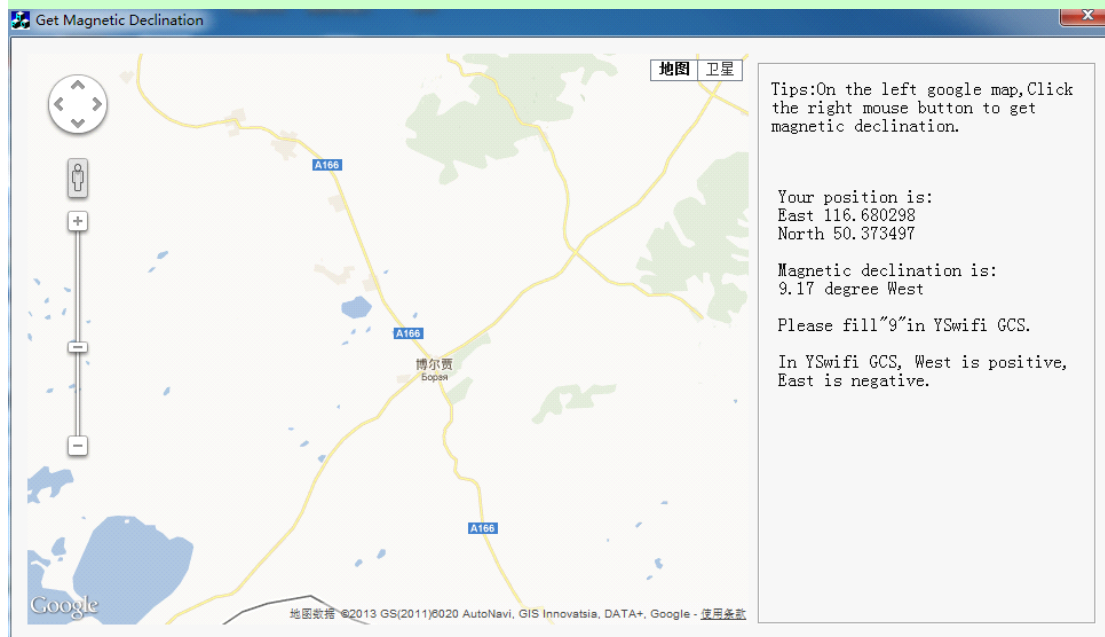 Get Magnetic Declination
地图 卫星
Tips:On the left google map,Click
the right mouse button to get
magnetic declination.
Your position is:
East 116.680298
North 50.373497
Magnetic declination is:
9.17 degree West
Please fill"9"in YSwifi GCS.
In YSwifi GCS, West is positive,
East is negative.
A166
A166
博尔贾
Борзя
A166
Google
地图数据 ©2013 GS(2011)6020 AutoNavi, GIS Innovatsia, DATA+, Google - 使用条款